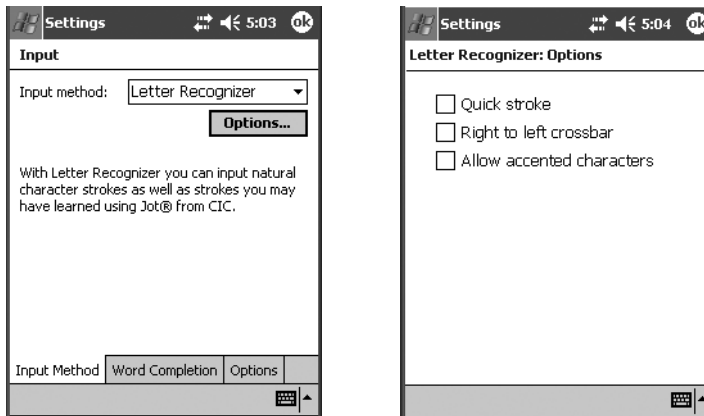 Settings 5:03 ok
Input
Input method: Letter Recognizer
Options...
With Letter Recognizer you can input natural
character strokes as well as strokes you may
have learned using Jot® from CIC.
Input Method Word Completion Options
Settings 5:04 ok
Letter Recognizer: Options
Quick stroke
Right to left crossbar
Allow accented characters